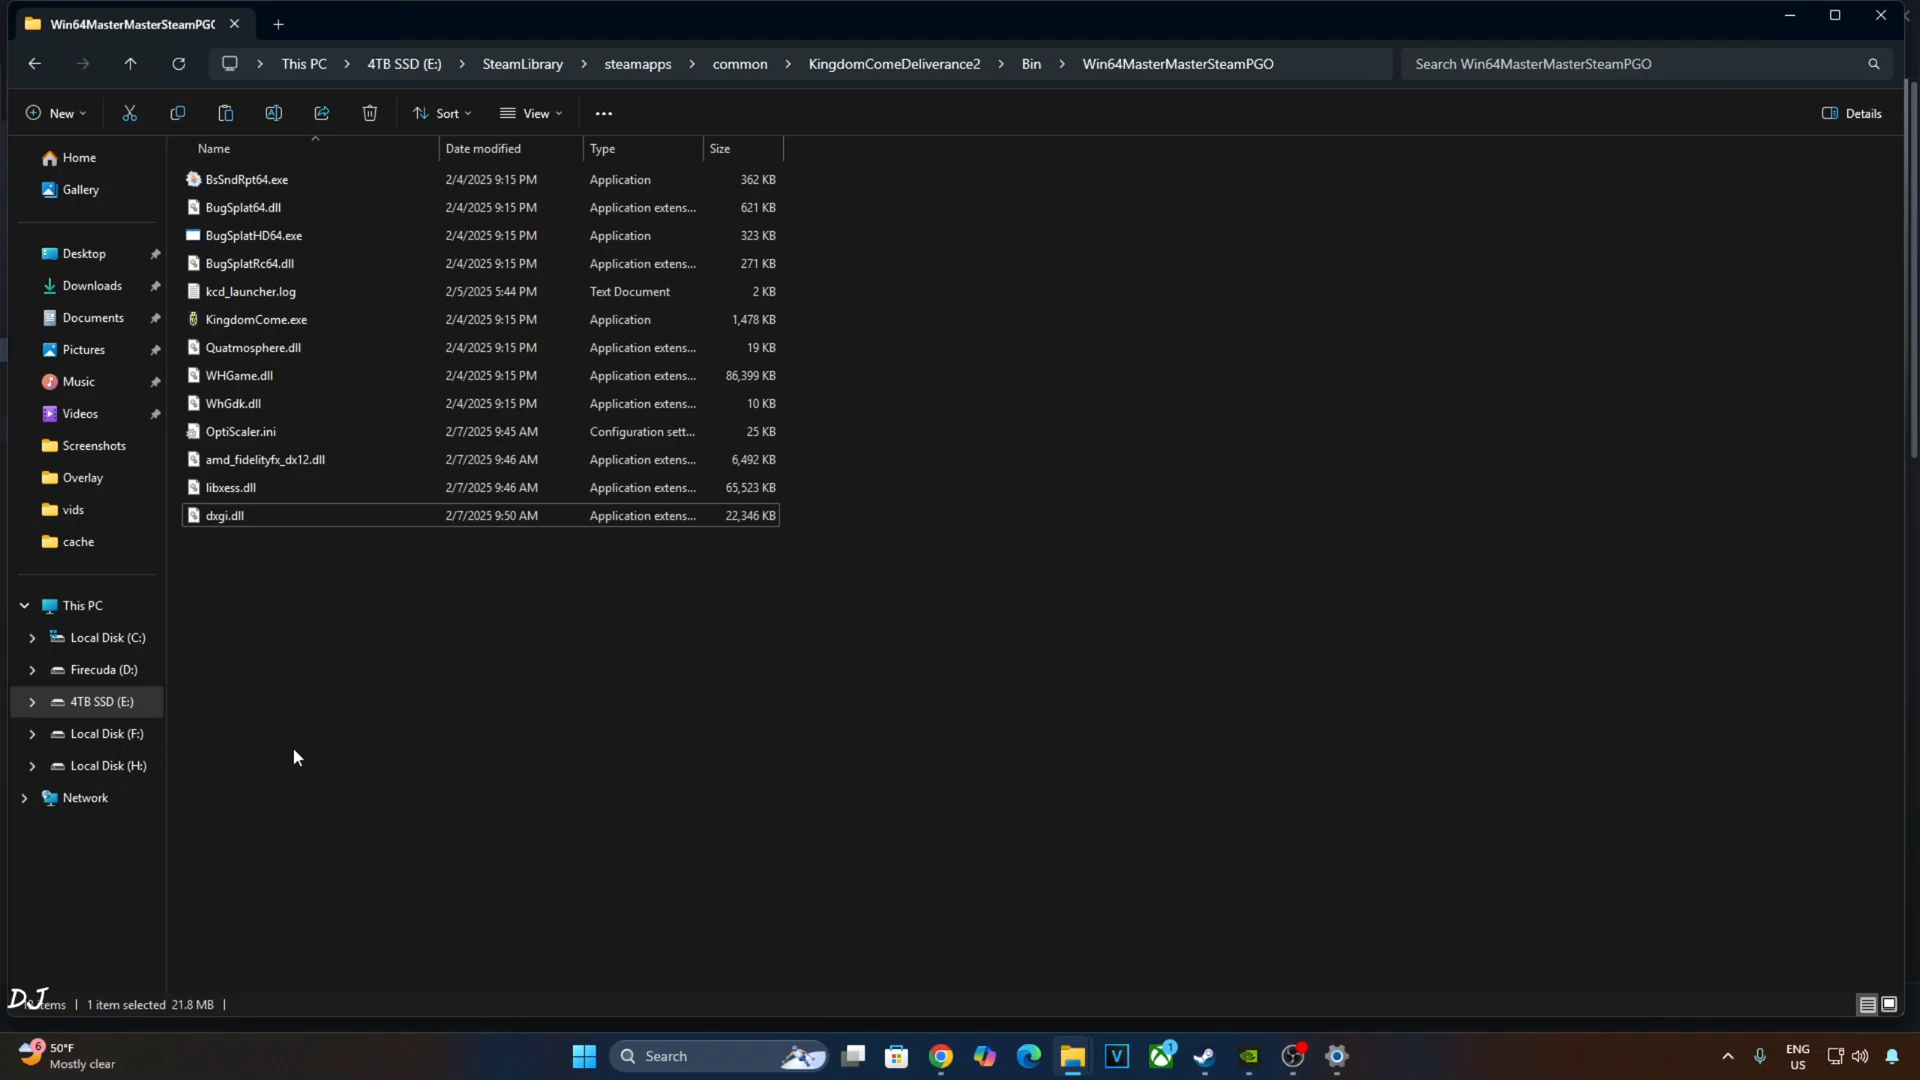 Win64MasterMasterSteamPG
This PC > 4TB SSD (E:) > SteamLibrary > steamapps > common > KingdomComeDeliverance2 > Bin > Win64MasterMasterSteamPGO
Search Win64MasterMasterSteamPGO
New Sort View ... Details
Name Date modified Type Size
BsSndRpt64.exe 2/4/2025 9:15 PM Application 362 KB
BugSplat64.dll 2/4/2025 9:15 PM Application extens... 621 KB
BugSplatHD64.exe 2/4/2025 9:15 PM Application 323 KB
BugSplatRc64.dll 2/4/2025 9:15 PM Application extens... 271 KB
kcd_launcher.log 2/5/2025 5:44 PM Text Document 2 KB
KingdomCome.exe 2/4/2025 9:15 PM Application 1,478 KB
Quatmosphere.dll 2/4/2025 9:15 PM Application extens... 19 KB
WHGame.dll 2/4/2025 9:15 PM Application extens... 86,399 KB
WhGdk.dll 2/4/2025 9:15 PM Application extens... 10 KB
OptiScaler.ini 2/7/2025 9:45 AM Configuration sett... 25 KB
amd_fidelityfx_dx12.dll 2/7/2025 9:46 AM Application extens... 6,492 KB
libxess.dll 2/7/2025 9:46 AM Application extens... 65,523 KB
dxgi.dll 2/7/2025 9:50 AM Application extens... 22,346 KB
Home
Gallery
Desktop
Downloads
Documents
Pictures
Music
Videos
Screenshots
Overlay
vids
cache
This PC
Local Disk (C:)
Firecuda (D:)
4TB SSD (E:)
Local Disk (F:)
Local Disk (H:)
Network
DJ
items | 1 item selected 21.8 MB |
6
50°F
Mostly clear
Search
V
1
ENG
US